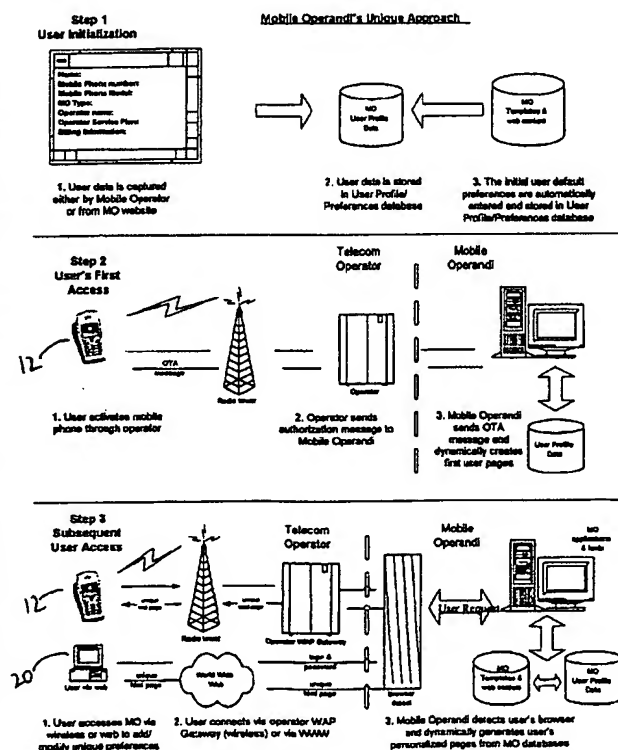 Step 1
User Initialization
Mobile Operandi's Unique Approach
Name:
Mobile Phone number:
Mobile Phone Model:
MO Type:
Operator name:
Operator Service Plan:
Billing Information:
MO
User Profile
Data
MO
Templates &
web content
1. User data is captured
either by Mobile Operator
or from MO website
2. User data is stored
in User Profile/
Preferences database
3. The initial user default
preferences are automatically
entered and stored in User
Profile/Preferences database
Step 2
User's First
Access
Telecom
Operator
Mobile
Operandi
12
OTA
message
Radio tower
Operator
1. User activates mobile
phone through operator
2. Operator sends
authorization message to
Mobile Operandi
3. Mobile Operandi
sends OTA
message and
dynamically creates
first user pages
User Profile
Data
Step 3
Subsequent
User Access
Telecom
Operator
Mobile
Operandi
MO
applications
& tools
12
unique
page
unique
Radio tower
Operator WAP Gateway
User Request
20
User via web
unique
html page
World Wide
Web
login &
password
unique
html page
Browser
detect
MO
Templates &
web content
MO
User Profile
Data
1. User accesses MO via
wireless or web to add/
modify unique preferences
2. User connects via operator WAP
Gateway (wireless) or via WWW
3. Mobile Operandi detects user's browser
and dynamically generates user's
personalized pages from MO databases